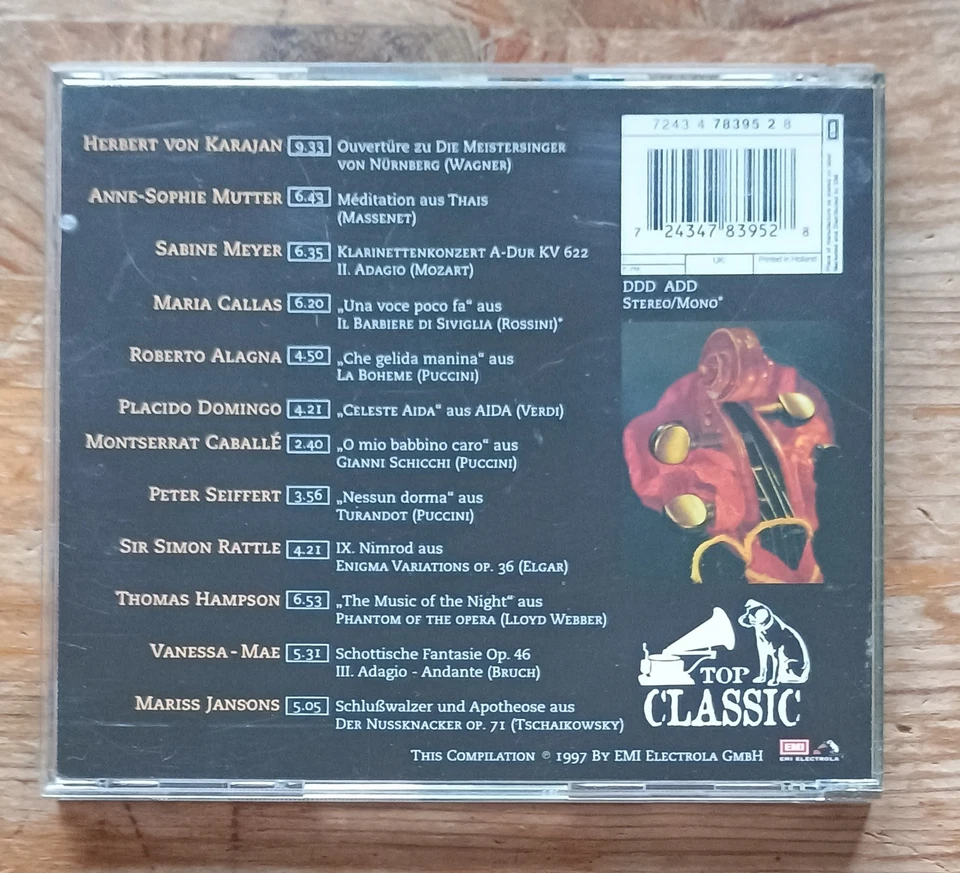 HERBERT VON KARAJAN 9.33 OUVERTÜRE ZU DIE MEISTERSINGER
VON NÜRNBERG (WAGNER)
ANNE-SOPHIE MUTTER 6.43 MÉDITATION AUS THAIS
(MASSENET)
SABINE MEYER 6.35 KLARINETTENKONZERT A-DUR KV 622
II. ADAGIO (MOZART)
MARIA CALLAS 6.20 „Una voce poco fa“ aus
IL BARBIERE DI SIVIGLIA (ROSSINI)*
ROBERTO ALAGNA 4.50 „Che gelida manina“ aus
LA BOHEME (PUCCINI)
PLACIDO DOMINGO 4.21 „CELESTE AIDA“ aus AIDA (VERDI)
MONTSERRAT CABALLÉ 2.40 „O mio babbino caro“ aus
GIANNI SCHICCHI (PUCCINI)
PETER SEIFFERT 3.56 „Nessun dorma“ aus
TURANDOT (PUCCINI)
SIR SIMON RATTLE 4.21 IX. Nimrod aus
ENIGMA VARIATIONS OP. 36 (ELGAR)
THOMAS HAMPSON 6.53 „The Music of the Night“ aus
PHANTOM OF THE OPERA (LLOYD WEBBER)
VANESSA-MAE 5.31 Schottische Fantasie Op. 46
III. Adagio - Andante (BRUCH)
MARISS JANSONS 5.05 Schlußwalzer und Apotheose aus
DER NUSSKNACKER OP. 71 (TSCHAIKOWSKY)
THIS COMPILATION ℗ 1997 BY EMI ELECTROLA GMBH
7243 4 78395 2 8
EMI
7 24347 83952 8
UK
Printed in Holland
DDD ADD
STEREO/MONO*
TOP
CLASSIC
EMI
EMI ELECTROLA